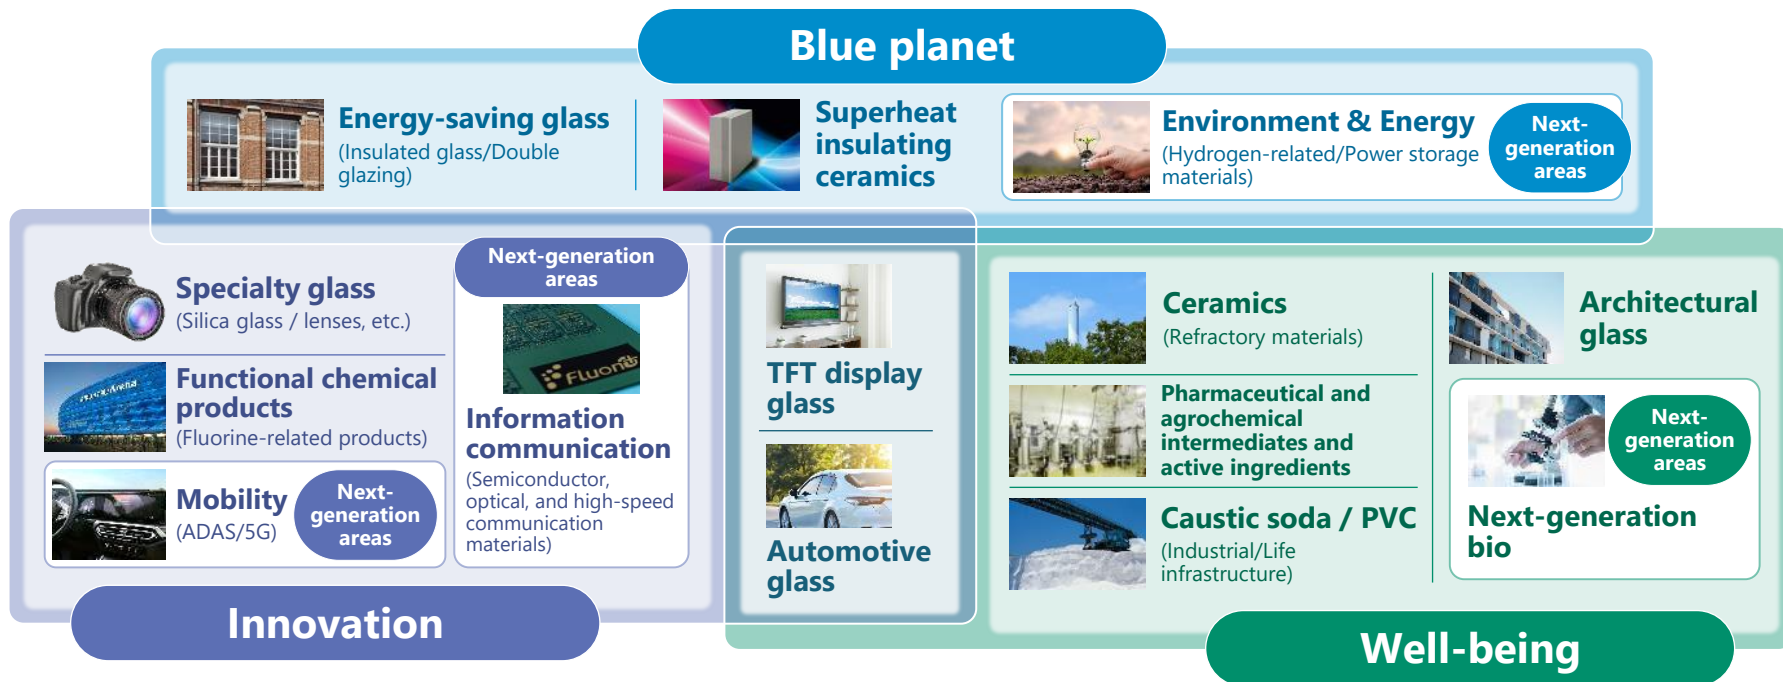 Blue planet
Energy-saving glass
(Insulated glass/Double
glazing)
Superheat
insulating
ceramics
Environment & Energy
(Hydrogen-related/Power storage
materials)
Next-
generation
areas
Specialty glass
(Silica glass / lenses, etc.)
Functional chemical
products
(Fluorine-related products)
Mobility
(ADAS/5G)
Next-
generation
areas
Next-generation
areas
Information
communication
(Semiconductor,
optical, and high-speed
communication
materials)
Innovation
TFT display
glass
Automotive
glass
Ceramics
(Refractory materials)
Pharmaceutical and
agrochemical
intermediates and
active ingredients
Caustic soda / PVC
(Industrial/Life
infrastructure)
Architectural
glass
Next-
generation
areas
Next-generation
bio
Well-being